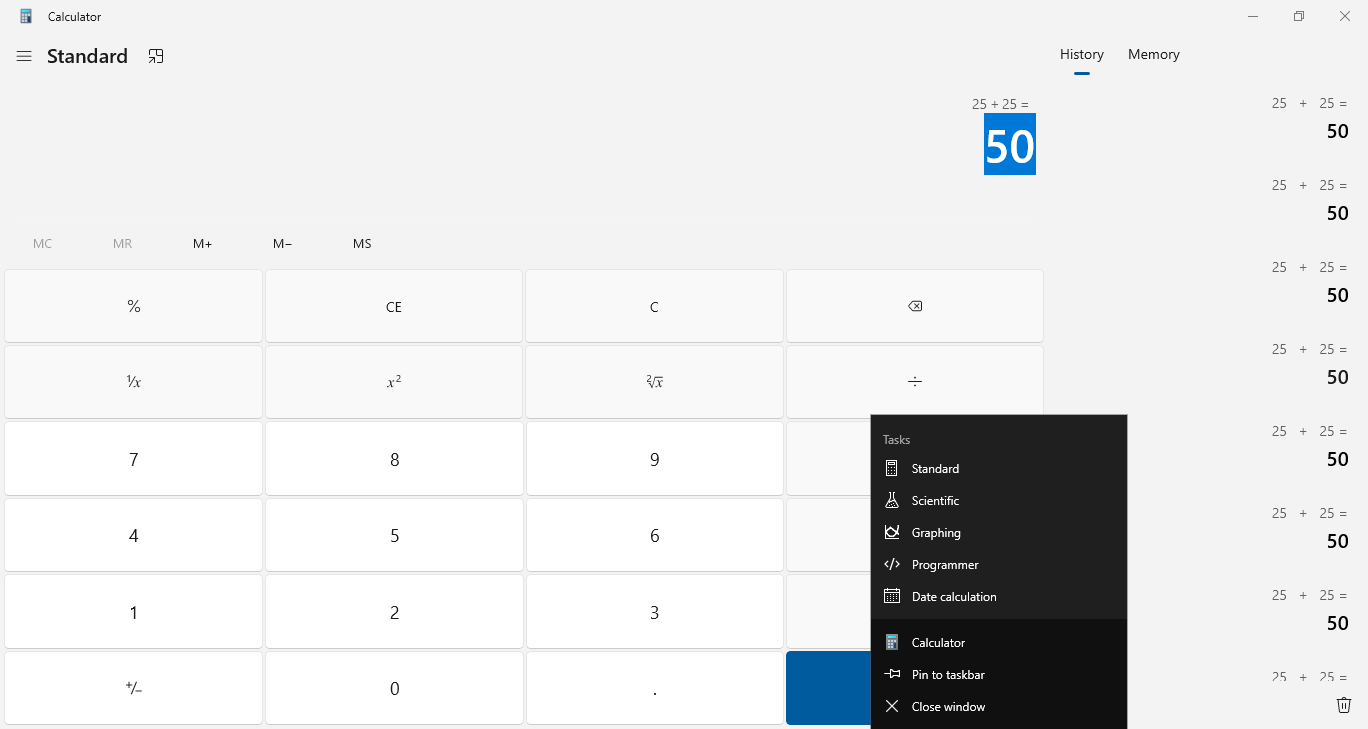 Calculator
Standard
History Memory
25 + 25 =
50
MC MR M+ M− MS
% CE C
⅟x x² ²√x ÷
7 8 9
4 5 6
1 2 3
+/− 0 .
25 + 25 =
50
25 + 25 =
50
25 + 25 =
50
25 + 25 =
50
25 + 25 =
50
25 + 25 =
50
25 + 25 =
50
25 + 25 =
Tasks
Standard
Scientific
Graphing
Programmer
Date calculation
Calculator
Pin to taskbar
Close window